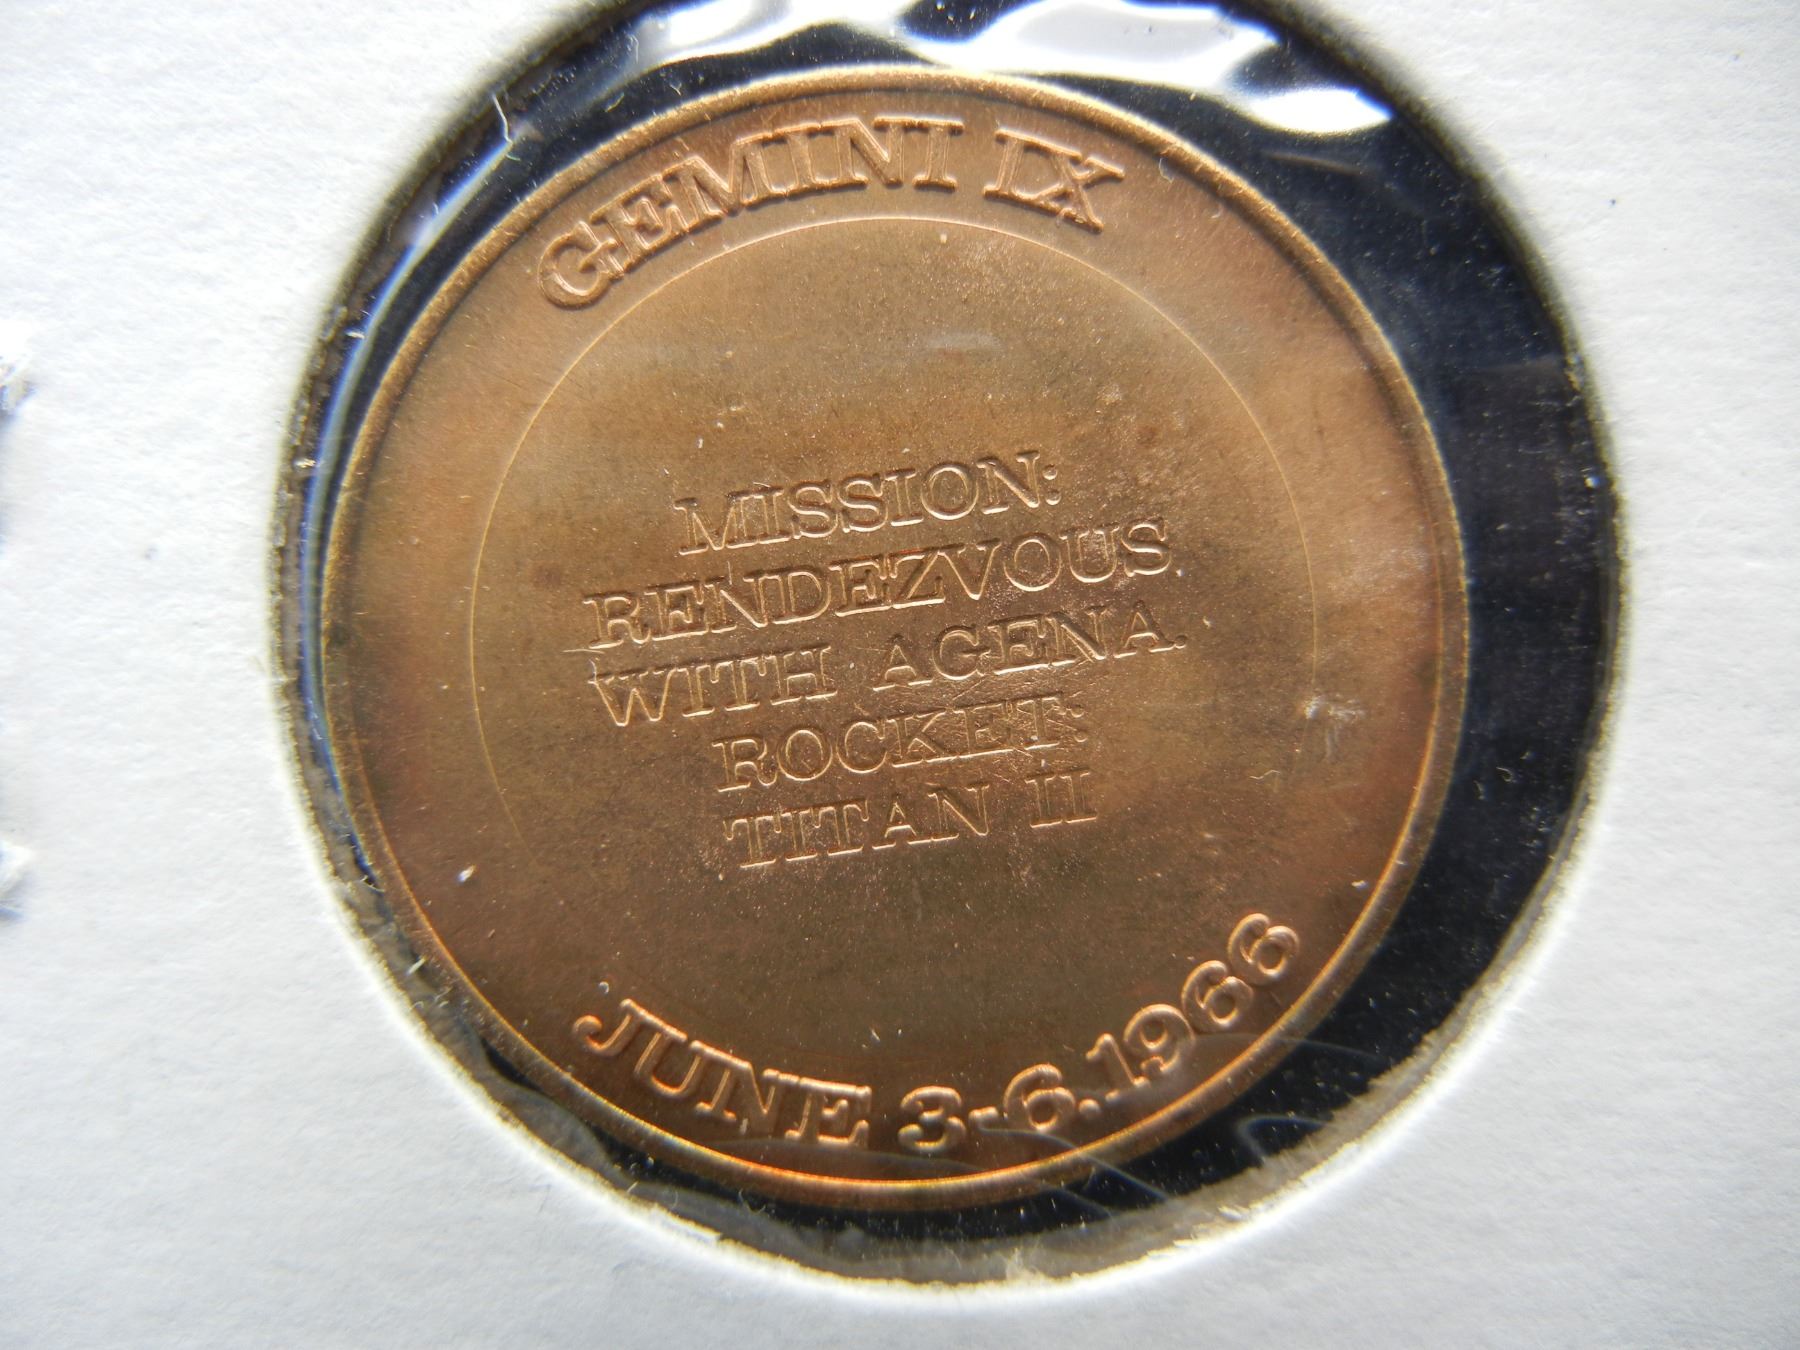 GEMINI IX
MISSION:
RENDEZVOUS
WITH AGENA.
ROCKET:
TITAN II
JUNE 3-6,1966